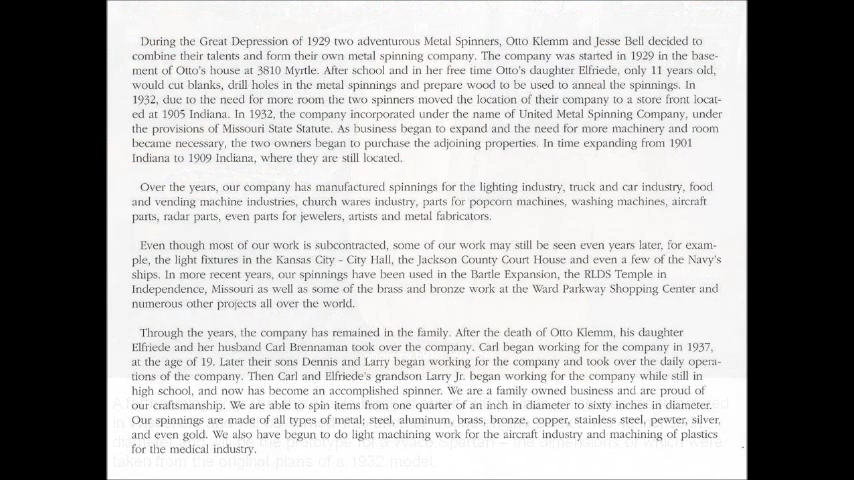 During the Great Depression of 1929 two adventurous Metal Spinners, Otto Klemm and Jesse Bell decided to
combine their talents and form their own metal spinning company. The company was started in 1929 in the base-
ment of Otto's house at 3810 Myrtle. After school and in her free time Otto's daughter Elfriede, only 11 years old,
would cut blanks, drill holes in the metal spinnings and prepare wood to be used to anneal the spinnings. In
1932, due to the need for more room the two spinners moved the location of their company to a store front locat-
ed at 1905 Indiana. In 1932, the company incorporated under the name of United Metal Spinning Company, under
the provisions of Missouri State Statute. As business began to expand and the need for more machinery and room
became necessary, the two owners began to purchase the adjoining properties. In time expanding from 1901
Indiana to 1909 Indiana, where they are still located.
Over the years, our company has manufactured spinnings for the lighting industry, truck and car industry, food
and vending machine industries, church wares industry, parts for popcorn machines, washing machines, aircraft
parts, radar parts, even parts for jewelers, artists and metal fabricators.
Even though most of our work is subcontracted, some of our work may still be seen even years later, for exam-
ple, the light fixtures in the Kansas City - City Hall, the Jackson County Court House and even a few of the Navy's
ships. In more recent years, our spinnings have been used in the Bartle Expansion, the RLDS Temple in
Independence, Missouri as well as some of the brass and bronze work at the Ward Parkway Shopping Center and
numerous other projects all over the world.
Through the years, the company has remained in the family. After the death of Otto Klemm, his daughter
Elfriede and her husband Carl Brennaman took over the company. Carl began working for the company in 1937,
at the age of 19. Later their sons Dennis and Larry began working for the company and took over the daily opera-
tions of the company. Then Carl and Elfriede's grandson Larry Jr. began working for the company while still in
high school, and now has become an accomplished spinner. We are a family owned business and are proud of
our craftsmanship. We are able to spin items from one quarter of an inch in diameter to sixty inches in diameter.
Our spinnings are made of all types of metal; steel, aluminum, brass, bronze, copper, stainless steel, pewter, silver,
and even gold. We also have begun to do light machining work for the aircraft industry and machining of plastics
for the medical industry.
taken from the original plans of a 1932 model.